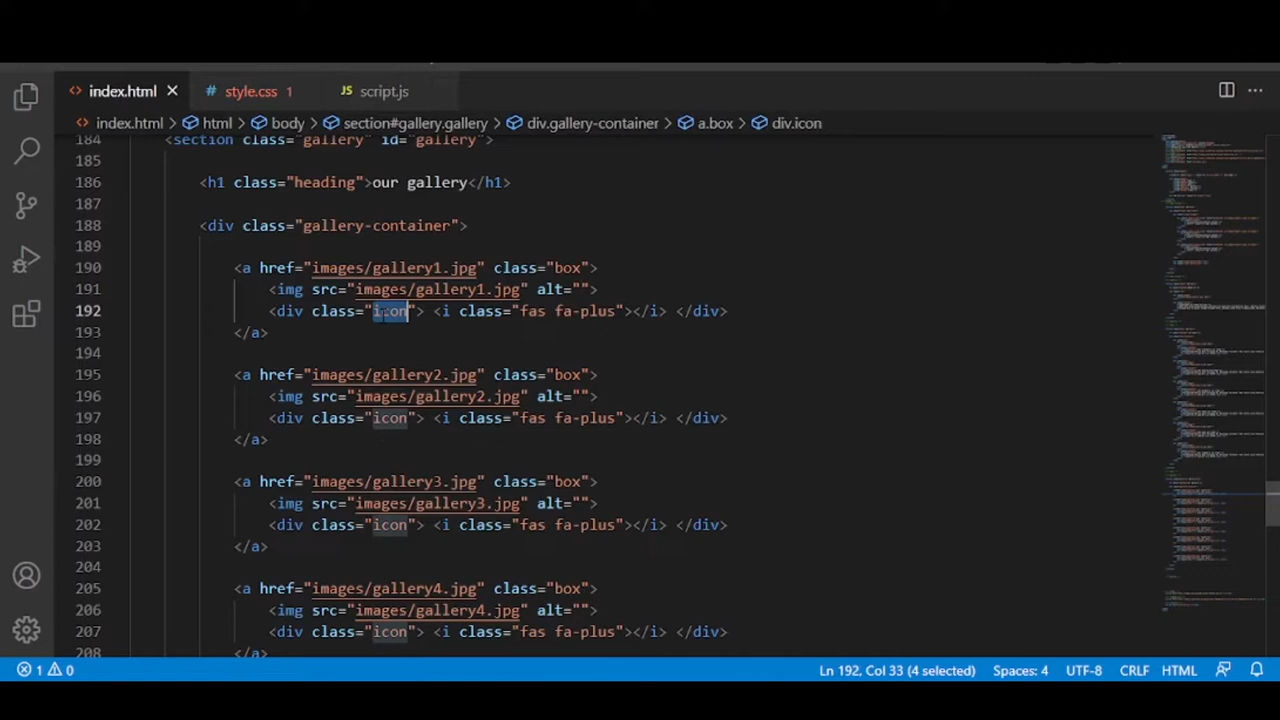 index.html
style.css 1
JS script.js
index.html > html > body > section#gallery.gallery > div.gallery-container > a.box > div.icon
184 <section class="gallery" id="gallery">
185
186 <h1 class="heading">our gallery</h1>
187
188 <div class="gallery-container">
189
190 <a href="images/gallery1.jpg" class="box">
191 <img src="images/gallery1.jpg" alt="">
192 <div class="icon"> <i class="fas fa-plus"></i> </div>
193 </a>
194
195 <a href="images/gallery2.jpg" class="box">
196 <img src="images/gallery2.jpg" alt="">
197 <div class="icon"> <i class="fas fa-plus"></i> </div>
198 </a>
199
200 <a href="images/gallery3.jpg" class="box">
201 <img src="images/gallery3.jpg" alt="">
202 <div class="icon"> <i class="fas fa-plus"></i> </div>
203 </a>
204
205 <a href="images/gallery4.jpg" class="box">
206 <img src="images/gallery4.jpg" alt="">
207 <div class="icon"> <i class="fas fa-plus"></i> </div>
208 </a>
1 0 Ln 192, Col 33 (4 selected) Spaces: 4 UTF-8 CRLF HTML